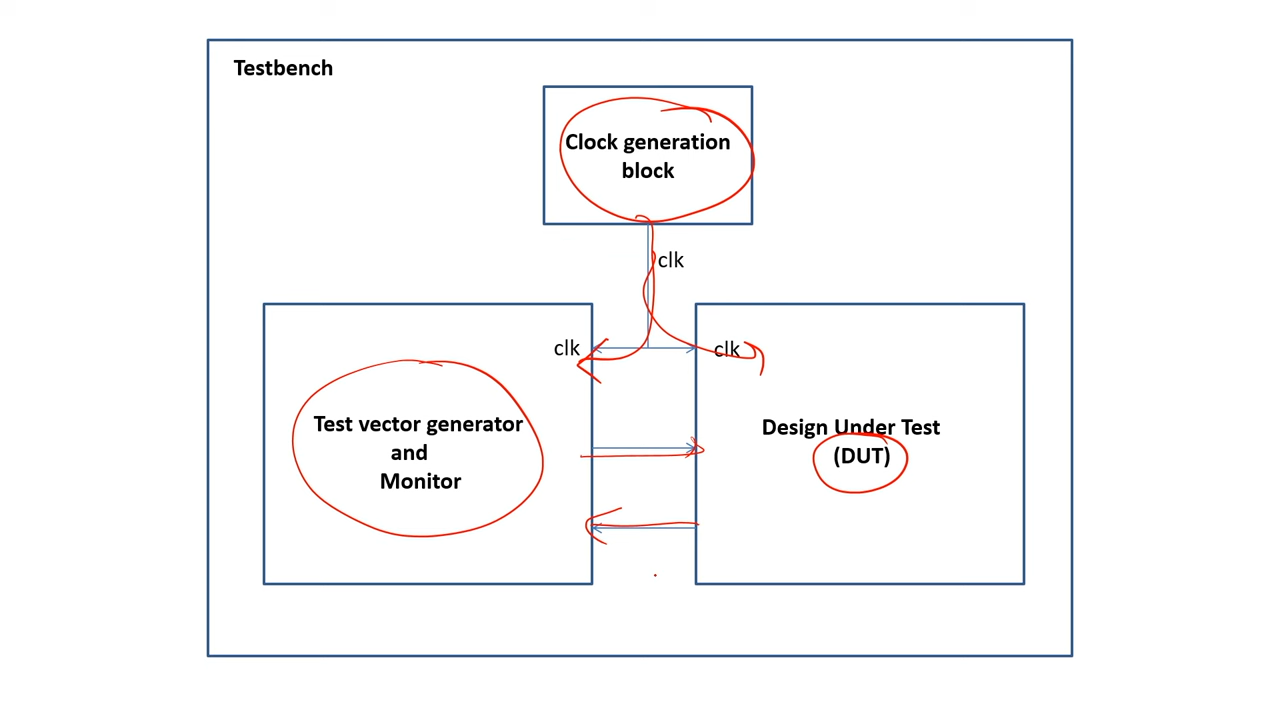 Testbench
Clock generation
block
clk
clk
clk
Test vector generator
and
Monitor
Design Under Test
(DUT)